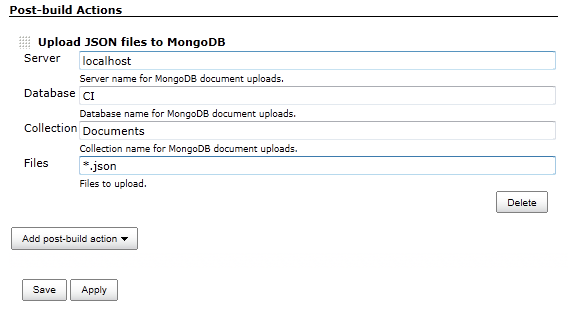 Post-build Actions
Upload JSON files to MongoDB
Server localhost
Server name for MongoDB document uploads.
Database CI
Database name for MongoDB document uploads.
Collection Documents
Collection name for MongoDB document uploads.
Files *.json
Files to upload.
Delete
Add post-build action
Save Apply